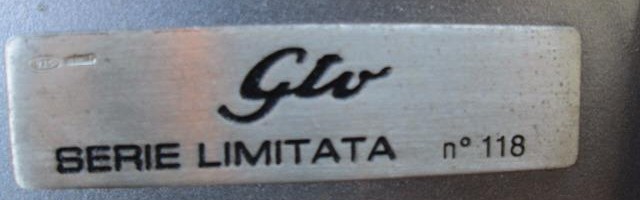 Gtv
SERIE LIMITATA n° 118